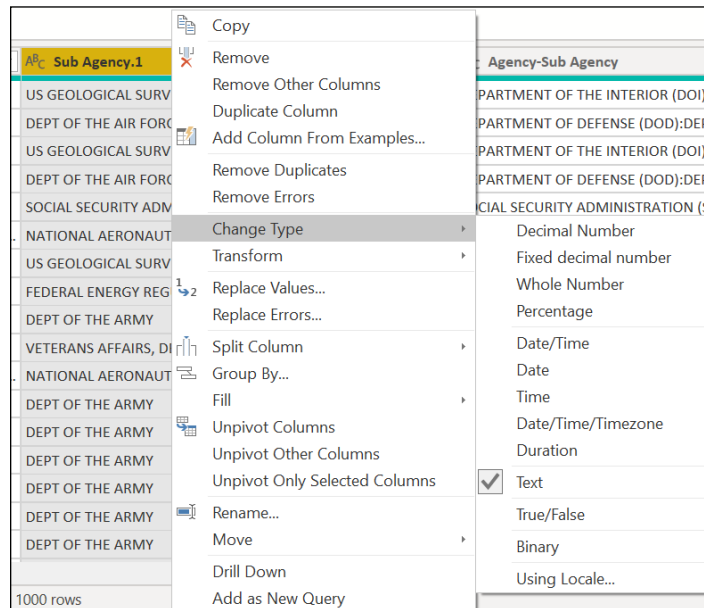 Copy
ABC Sub Agency.1
Remove
Agency-Sub Agency
Remove Other Columns
US GEOLOGICAL SURV
PARTMENT OF THE INTERIOR (DOI)
Duplicate Column
DEPT OF THE AIR FORC
Add Column From Examples...
PARTMENT OF DEFENSE (DOD):DEF
US GEOLOGICAL SURV
PARTMENT OF THE INTERIOR (DOI)
Remove Duplicates
DEPT OF THE AIR FORC
PARTMENT OF DEFENSE (DOD):DEF
Remove Errors
SOCIAL SECURITY ADM
CIAL SECURITY ADMINISTRATION (S
Change Type
NATIONAL AERONAUT
Decimal Number
Transform
Fixed decimal number
US GEOLOGICAL SURV
Whole Number
1 2 Replace Values...
FEDERAL ENERGY REG
Percentage
Replace Errors...
DEPT OF THE ARMY
Date/Time
Split Column
VETERANS AFFAIRS, DE
Date
Group By...
NATIONAL AERONAUT
Time
Fill
DEPT OF THE ARMY
Date/Time/Timezone
Unpivot Columns
DEPT OF THE ARMY
Duration
Unpivot Other Columns
DEPT OF THE ARMY
Text
Unpivot Only Selected Columns
DEPT OF THE ARMY
True/False
Rename...
DEPT OF THE ARMY
Move
DEPT OF THE ARMY
Binary
Drill Down
Using Locale...
1000 rows
Add as New Query